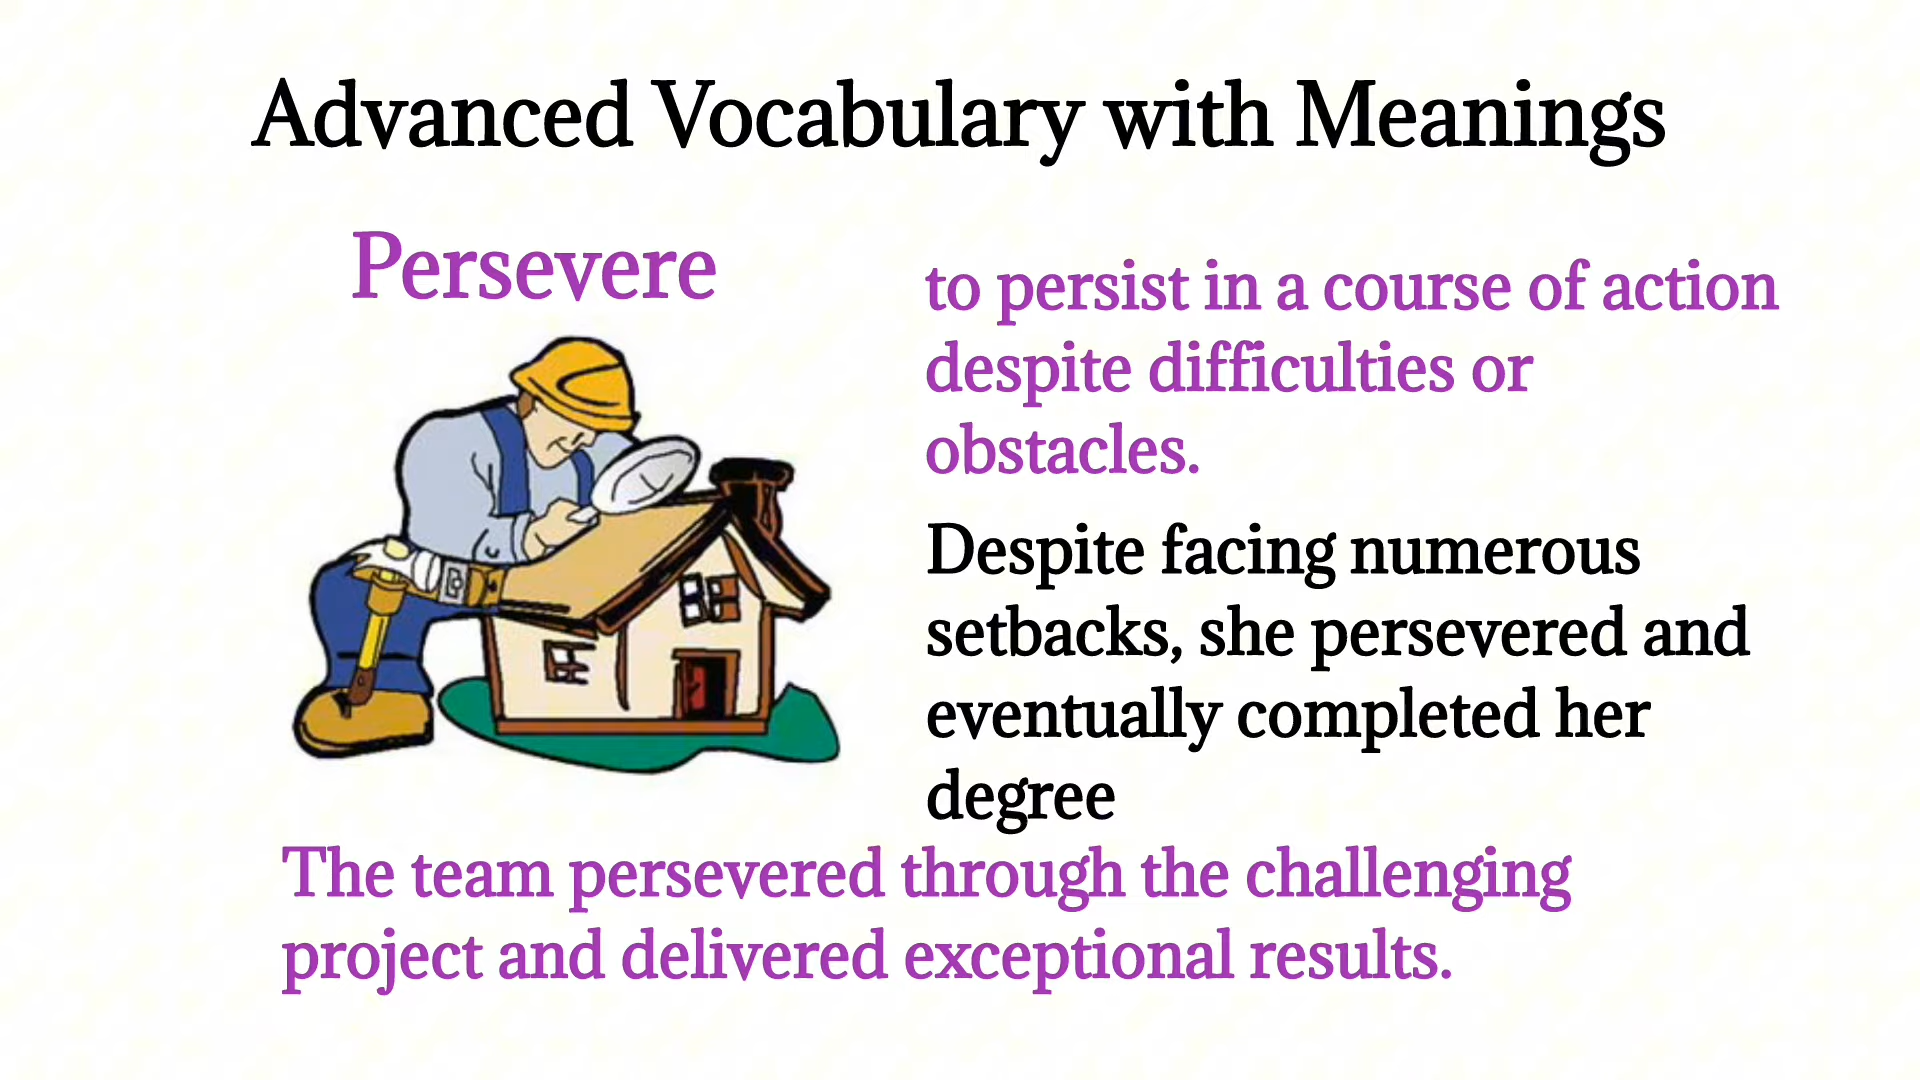 Advanced Vocabulary with Meanings
Persevere
to persist in a course of action
despite difficulties or
obstacles.
Despite facing numerous
setbacks, she persevered and
eventually completed her
degree
The team persevered through the challenging
project and delivered exceptional results.